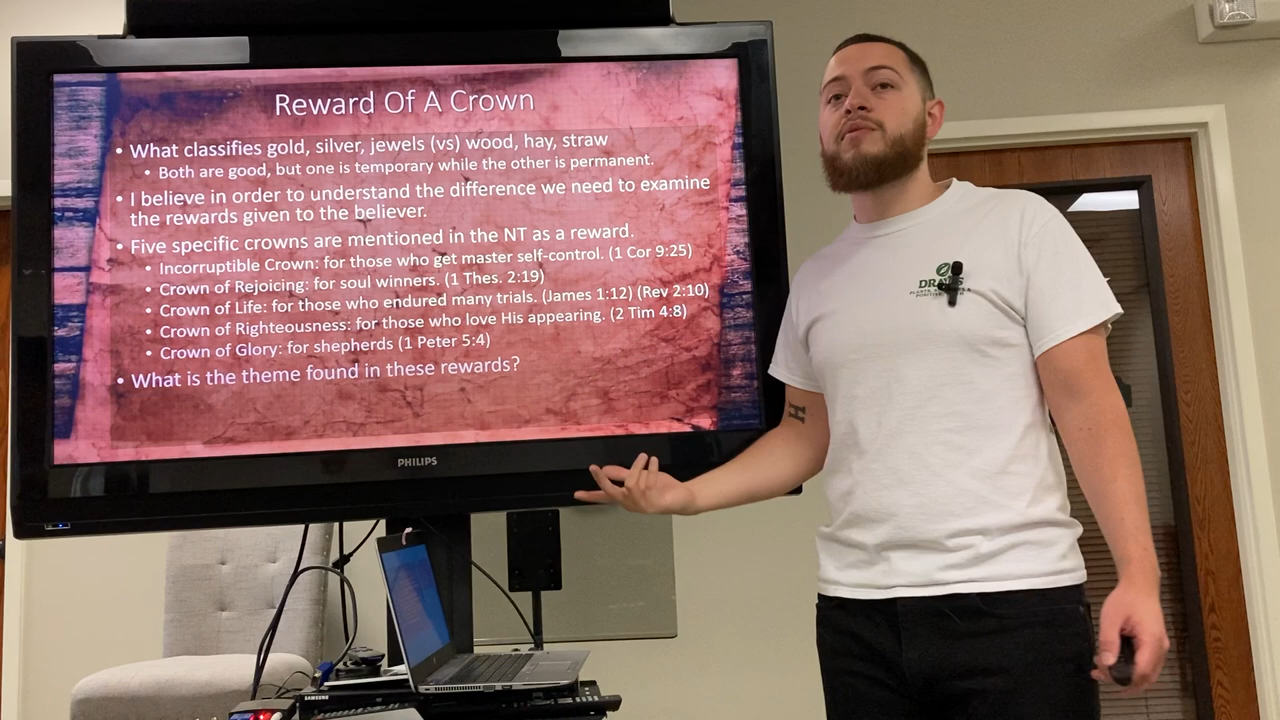 Reward Of A Crown
• What classifies gold, silver, jewels (vs) wood, hay, straw
• Both are good, but one is temporary while the other is permanent.
• I believe in order to understand the difference we need to examine
the rewards given to the believer.
• Five specific crowns are mentioned in the NT as a reward.
• Incorruptible Crown: for those who get master self-control. (1 Cor 9:25)
• Crown of Rejoicing: for soul winners. (1 Thes. 2:19)
• Crown of Life: for those who endured many trials. (James 1:12) (Rev 2:10)
• Crown of Righteousness: for those who love His appearing. (2 Tim 4:8)
• Crown of Glory: for shepherds (1 Peter 5:4)
• What is the theme found in these rewards?
PHILIPS
SAMSUNG
H